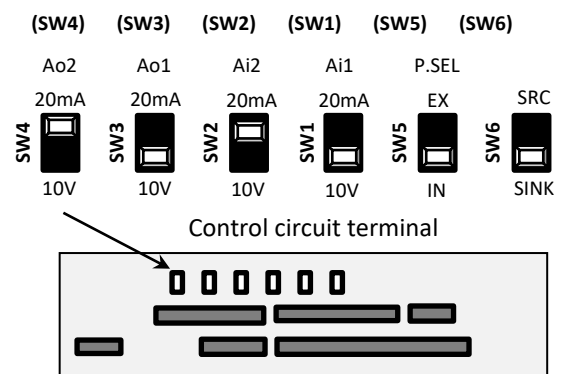 (SW4) (SW3) (SW2) (SW1) (SW5) (SW6)
Ao2 Ao1 Ai2 Ai1 P.SEL
20mA 20mA 20mA 20mA EX SRC
SW4 SW3 SW2 SW1 SW5 SW6
10V 10V 10V 10V IN SINK
Control circuit terminal